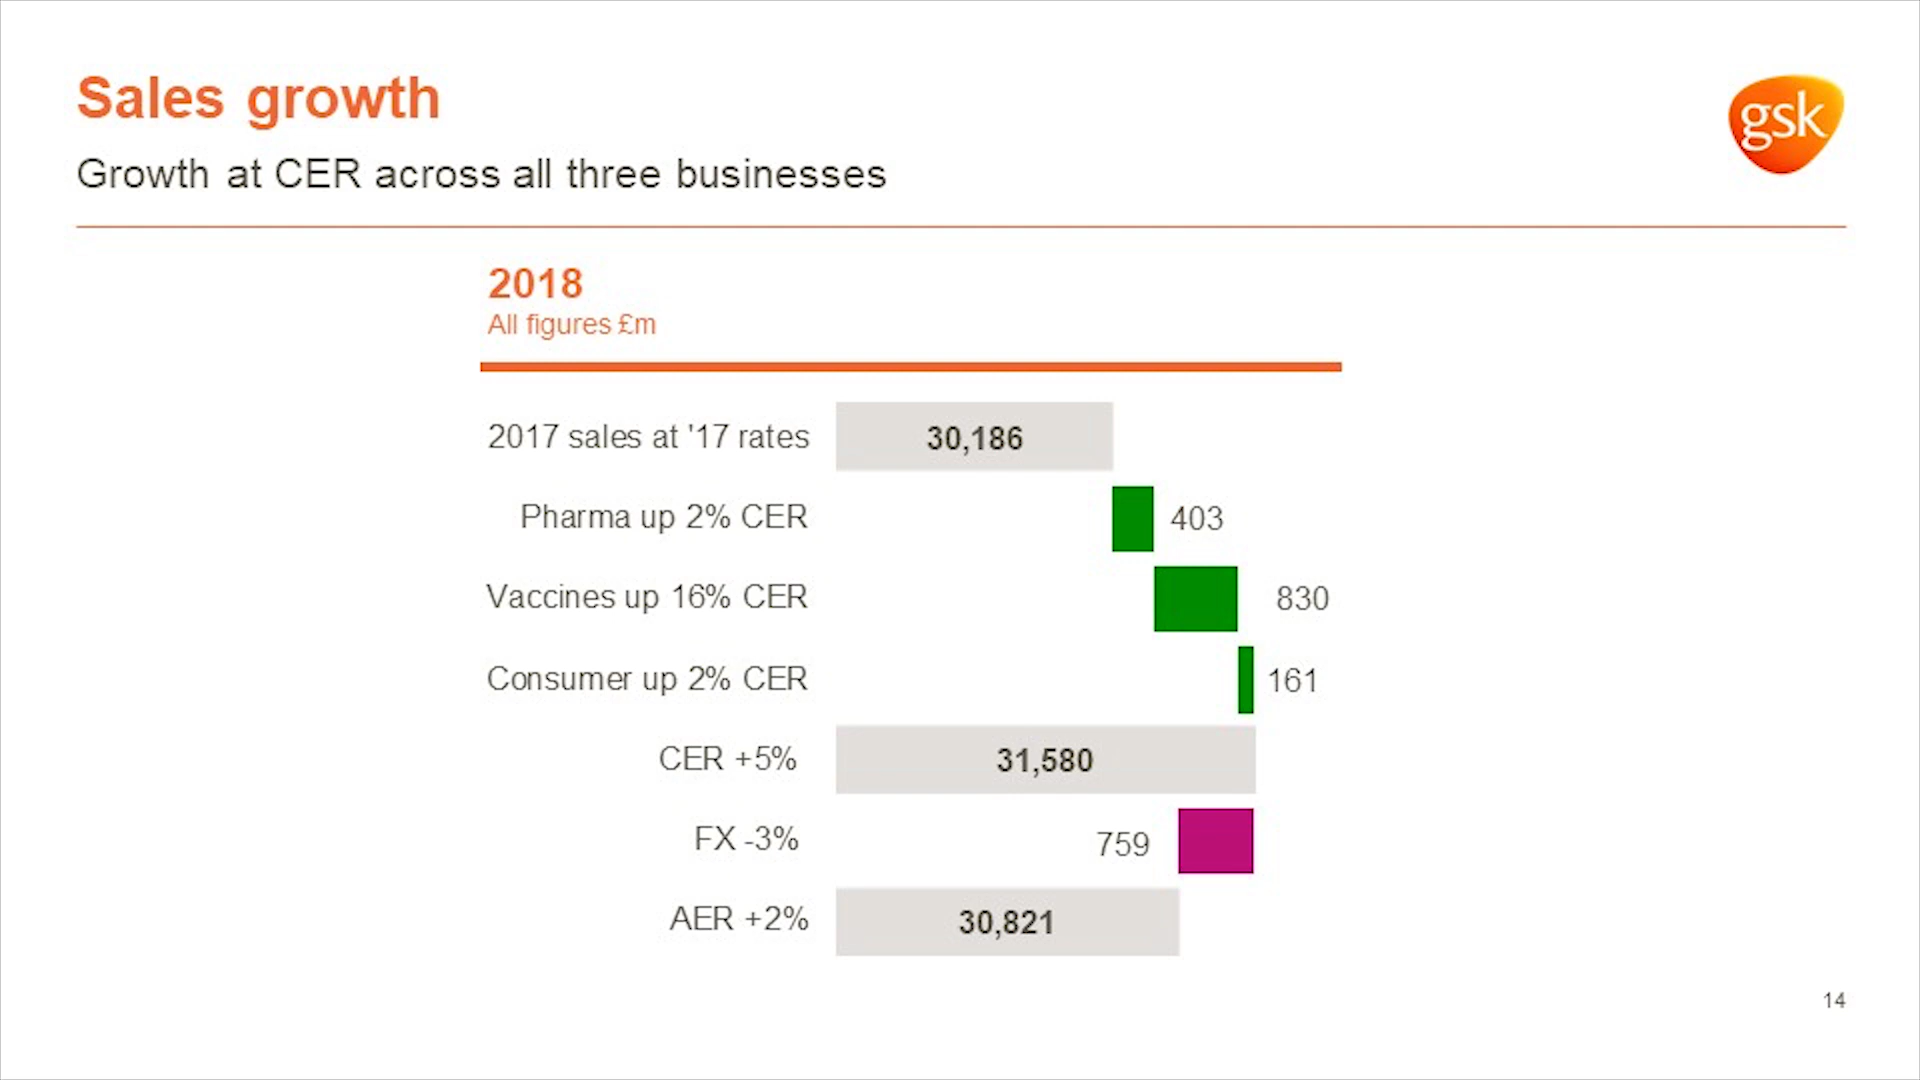 Sales growth
gsk
Growth at CER across all three businesses
2018
All figures £m
2017 sales at '17 rates 30,186
Pharma up 2% CER 403
Vaccines up 16% CER 830
Consumer up 2% CER 161
CER +5% 31,580
FX -3% 759
AER +2% 30,821
14